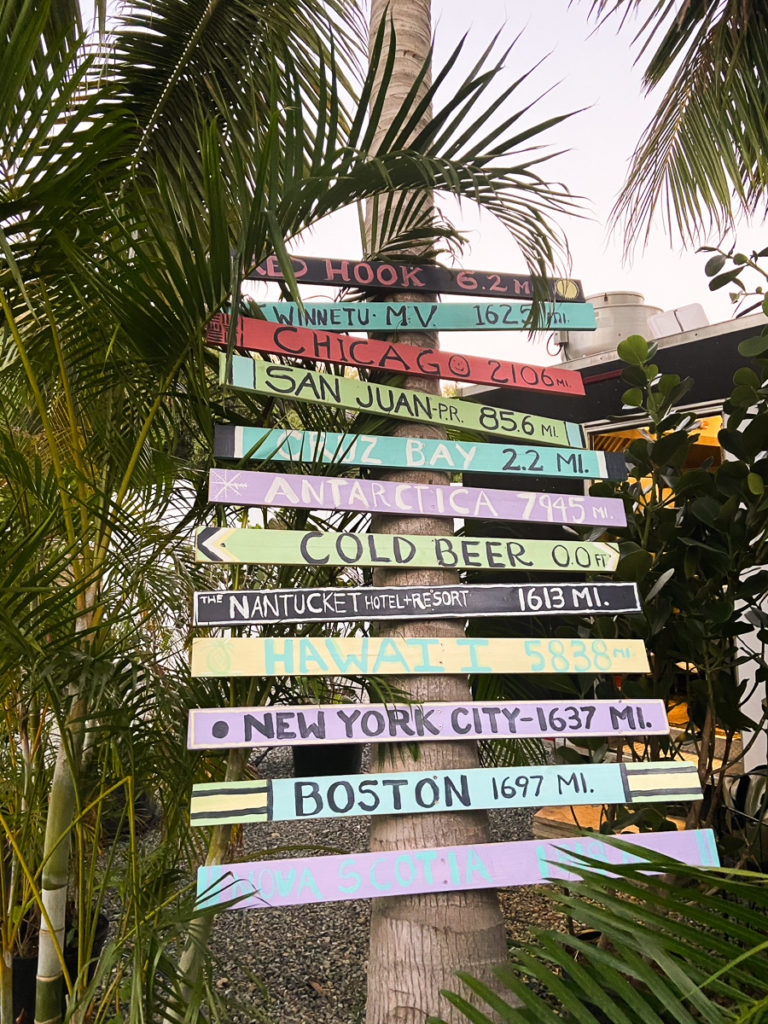 RED HOOK 6.2 MI
WINNETU · M.V. 1625 MI.
CHICAGO 2106 MI.
SAN JUAN-P.R. 85.6 MI.
CRUZ BAY 2.2 MI.
ANTARCTICA 7945 MI.
COLD BEER 0.0 FT
THE NANTUCKET HOTEL+RESORT 1613 MI.
HAWAII 5838 MI.
NEW YORK CITY-1637 MI.
BOSTON 1697 MI.
NOVA SCOTIA